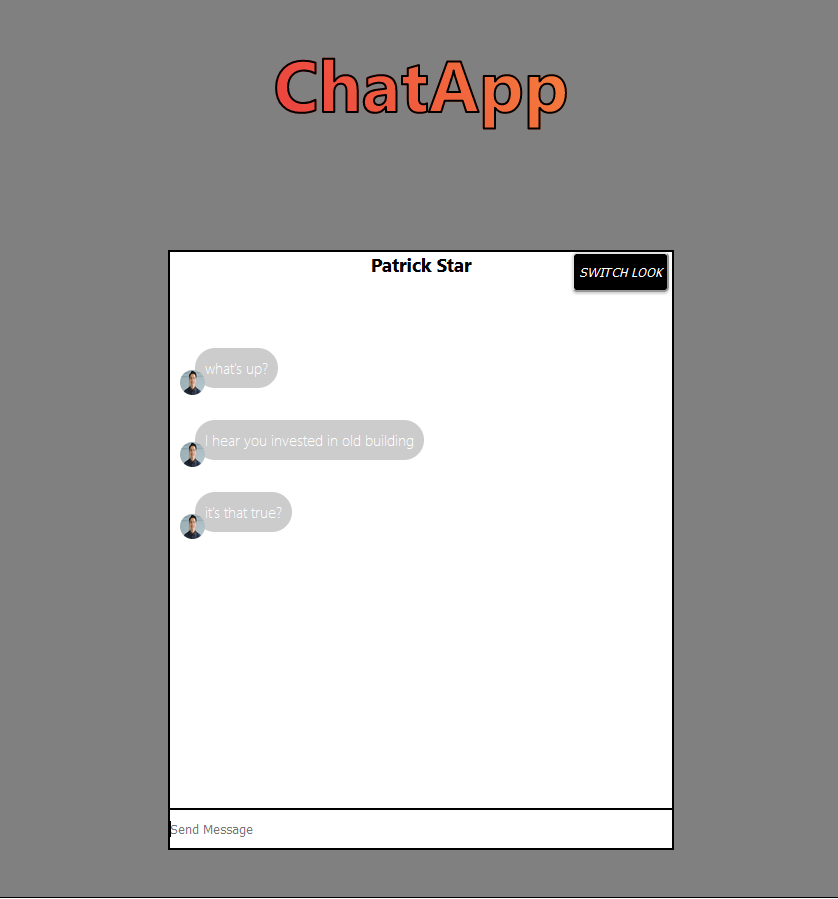 ChatApp
Patrick Star
SWITCH LOOK
what's up?
I hear you invested in old building
it's that true?
Send Message